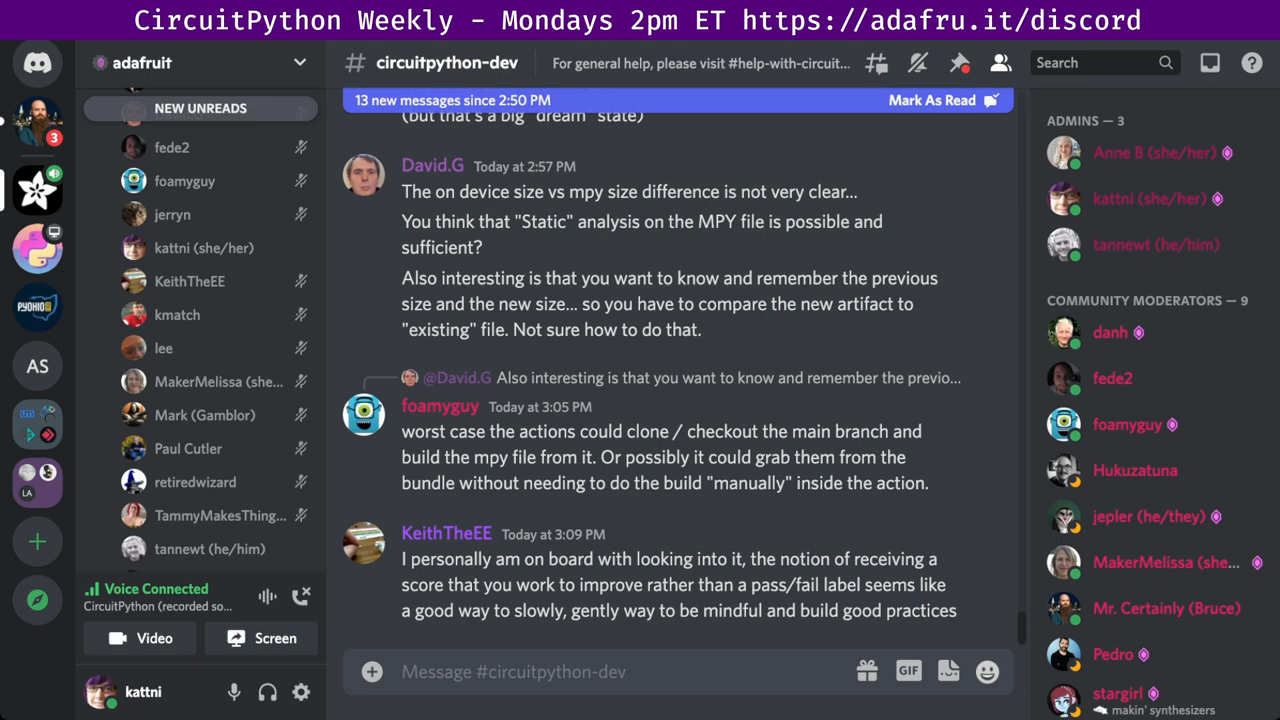 CircuitPython Weekly - Mondays 2pm ET https://adafru.it/discord
adafruit
# circuitpython-dev
For general help, please visit #help-with-circuit...
Search
3
PYOHIO
AS
LA
NEW UNREADS
fede2
foamyguy
jerryn
kattni (she/her)
KeithTheEE
kmatch
lee
MakerMelissa (she...
Mark (Gamblor)
Paul Cutler
retiredwizard
TammyMakesThing...
tannewt (he/him)
Voice Connected
CircuitPython (recorded so...
Video
Screen
kattni
13 new messages since 2:50 PM
Mark As Read
(but that's a big "dream" state)
David.G Today at 2:57 PM
The on device size vs mpy size difference is not very clear...
You think that "Static" analysis on the MPY file is possible and
sufficient?
Also interesting is that you want to know and remember the previous
size and the new size... so you have to compare the new artifact to
"existing" file. Not sure how to do that.
@David.G Also interesting is that you want to know and remember the previo...
foamyguy Today at 3:05 PM
worst case the actions could clone / checkout the main branch and
build the mpy file from it. Or possibly it could grab them from the
bundle without needing to do the build "manually" inside the action.
KeithTheEE Today at 3:09 PM
I personally am on board with looking into it, the notion of receiving a
score that you work to improve rather than a pass/fail label seems like
a good way to slowly, gently way to be mindful and build good practices
Message #circuitpython-dev
GIF
ADMINS — 3
Anne B (she/her)
kattni (she/her)
tannewt (he/him)
COMMUNITY MODERATORS — 9
danh
fede2
foamyguy
Hukuzatuna
jepler (he/they)
MakerMelissa (she...
Mr. Certainly (Bruce)
Pedro
stargirl
makin' synthesizers